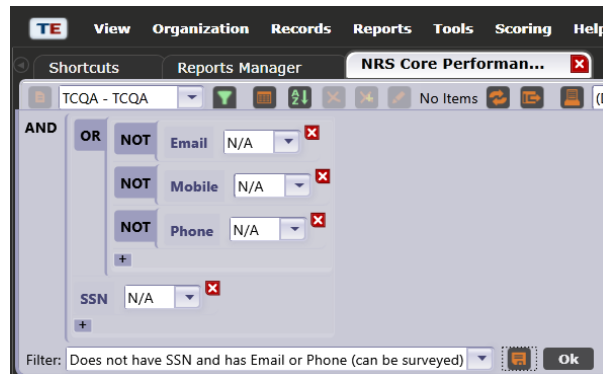 TE View Organization Records Reports Tools Scoring Help
Shortcuts Reports Manager NRS Core Performan...
TCQA - TCQA No Items
AND OR NOT Email N/A
NOT Mobile N/A
NOT Phone N/A
+
SSN N/A
+
Filter: Does not have SSN and has Email or Phone (can be surveyed) Ok